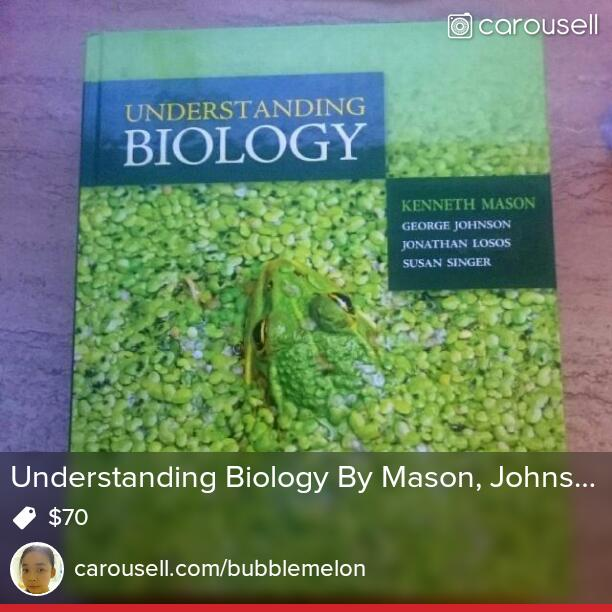 carousell
UNDERSTANDING
BIOLOGY
KENNETH MASON
GEORGE JOHNSON
JONATHAN LOSOS
SUSAN SINGER
Understanding Biology By Mason, Johns...
$70
carousell.com/bubblemelon